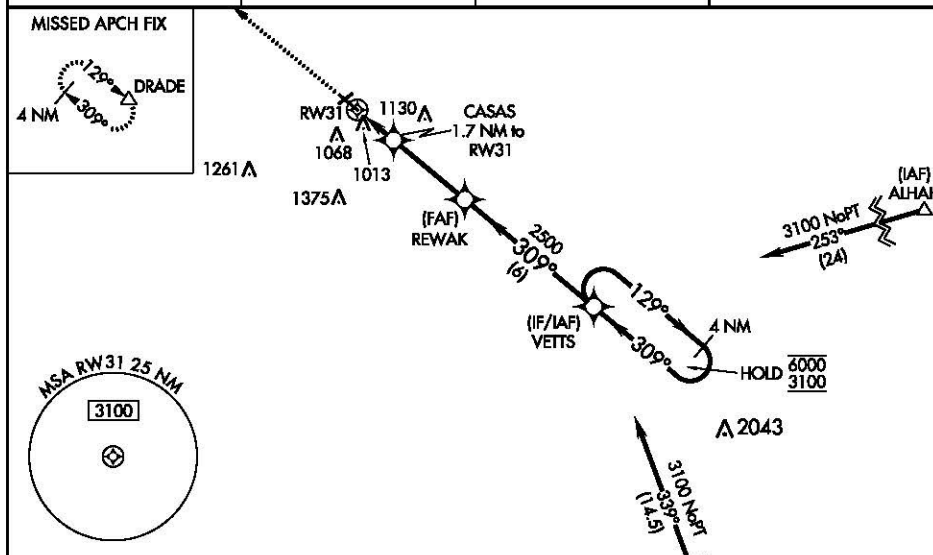 MISSED APCH FIX
129°
DRADE
4 NM
309°
RW31
1130
CASAS
1.7 NM to
RW31
1068
1013
1261
1375
(FAF)
REWAK
2500
309°
(6)
(IAF)
3100 NoPT
253°
(24)
(IF/IAF)
VETTS
129°
4 NM
309°
HOLD
6000
3100
2043
MSA RW31 25 NM
3100
3100 NoPT
339°
(14.5)